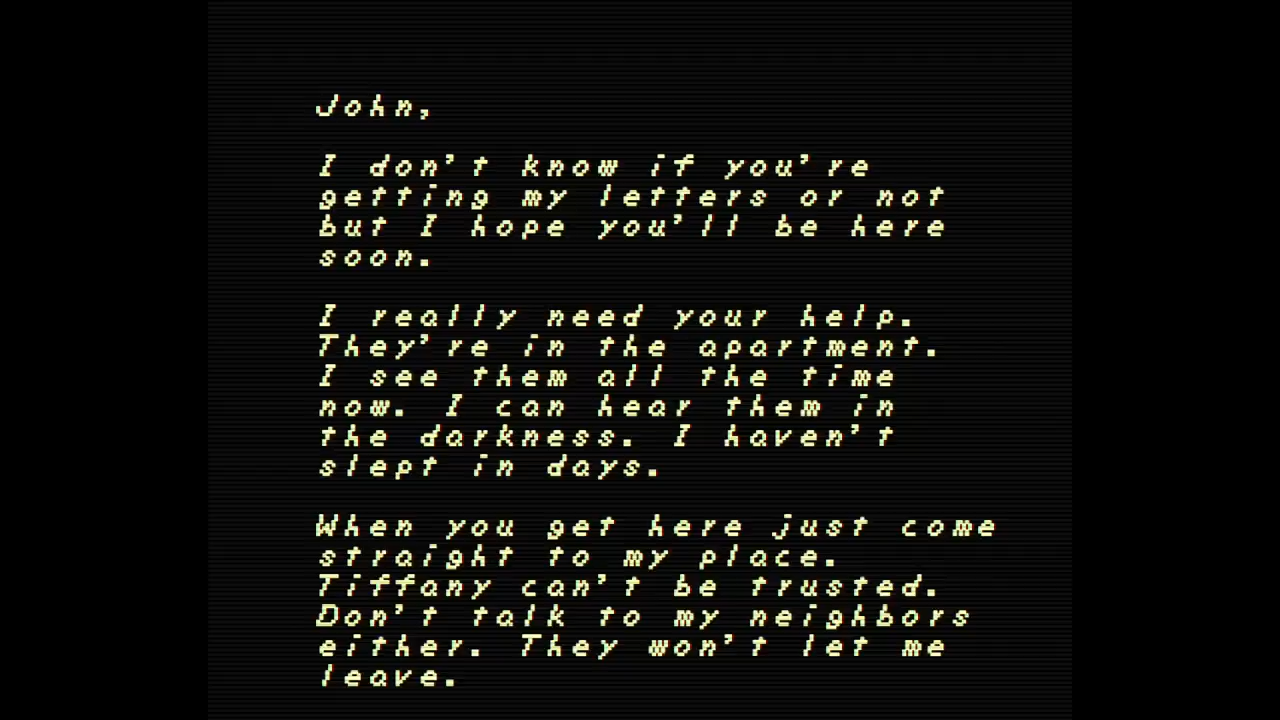 John,
I don't know if you're
getting my letters or not
but I hope you'll be here
soon.
I really need your help.
They're in the apartment.
I see them all the time
now. I can hear them in
the darkness. I haven't
slept in days.
When you get here just come
straight to my place.
Tiffany can't be trusted.
Don't talk to my neighbors
either. They won't let me
leave.